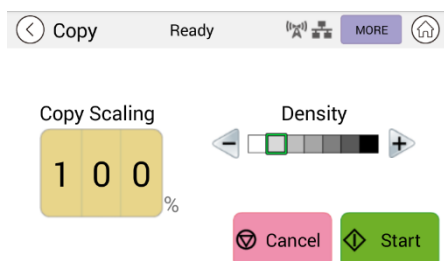 Copy Ready MORE
Copy Scaling Density
100
%
Cancel Start